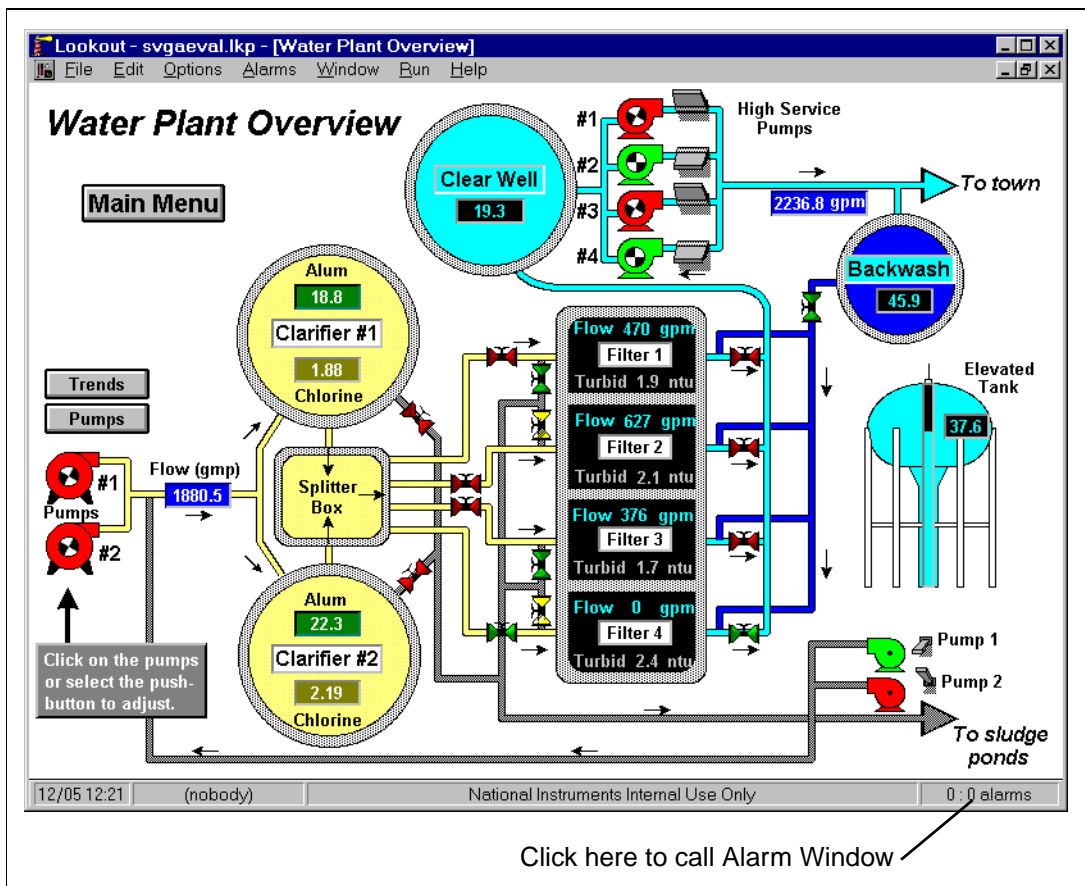 Lookout - svgaeval.lkp - [Water Plant Overview]
File Edit Options Alarms Window Run Help
Water Plant Overview
Main Menu
Clear Well
19.3
#1
#2
#3
#4
High Service
Pumps
2236.8 gpm
To town
Backwash
45.9
Elevated
Tank
37.6
Alum
18.8
Clarifier #1
1.88
Chlorine
Trends
Pumps
#1
Pumps
#2
Flow (gmp)
1880.5
Splitter
Box
Alum
22.3
Clarifier #2
2.19
Chlorine
Flow 470 gpm
Filter 1
Turbid 1.9 ntu
Flow 627 gpm
Filter 2
Turbid 2.1 ntu
Flow 376 gpm
Filter 3
Turbid 1.7 ntu
Flow 0 gpm
Filter 4
Turbid 2.4 ntu
Click on the pumps
or select the push-
button to adjust.
Pump 1
Pump 2
To sludge
ponds
12/05 12:21 (nobody) National Instruments Internal Use Only 0 : 0 alarms
Click here to call Alarm Window